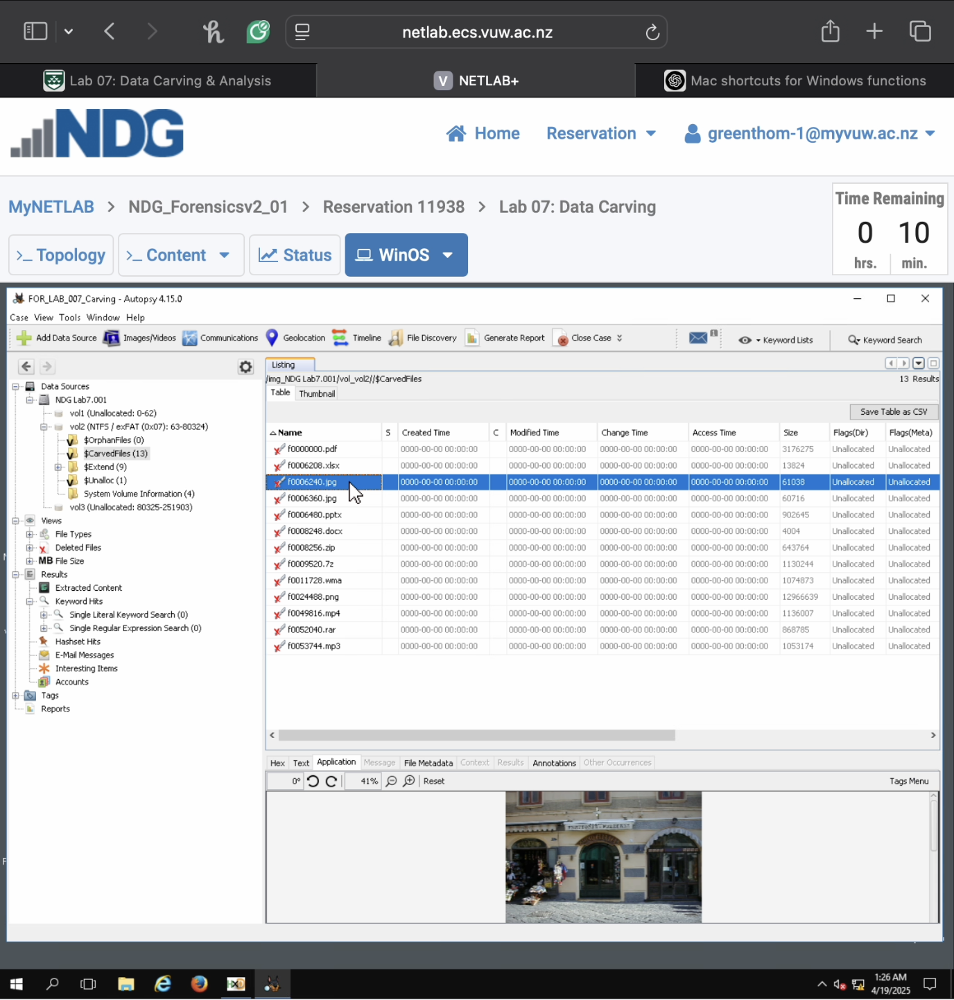 netlab.ecs.vuw.ac.nz
Lab 07: Data Carving & Analysis
V NETLAB+
Mac shortcuts for Windows functions
NDG
Home
Reservation
greenthom-1@myvuw.ac.nz
MyNETLAB > NDG_Forensicsv2_01 > Reservation 11938 > Lab 07: Data Carving
Time Remaining
0 10
hrs. min.
>_ Topology
>_ Content
Status
WinOS
FOR_LAB_007_Carving - Autopsy 4.15.0
Case View Tools Window Help
Add Data Source Images/Videos Communications Geolocation Timeline File Discovery Generate Report Close Case
1
Keyword Lists
Keyword Search
Data Sources
NDG Lab7.001
vol1 (Unallocated: 0-62)
vol2 (NTFS / exFAT (0x07): 63-80324)
$OrphanFiles (0)
$CarvedFiles (13)
$Extend (9)
$Unalloc (1)
System Volume Information (4)
vol3 (Unallocated: 80325-251903)
Views
File Types
Deleted Files
MB File Size
Results
Extracted Content
Keyword Hits
Single Literal Keyword Search (0)
Single Regular Expression Search (0)
Hashset Hits
E-Mail Messages
Interesting Items
Accounts
Tags
Reports
Listing
/img_NDG Lab7.001/vol_vol2//$CarvedFiles
13 Results
Table Thumbnail
Save Table as CSV
Name S Created Time C Modified Time Change Time Access Time Size Flags(Dir) Flags(Meta)
f0000000.pdf 0000-00-00 00:00:00 0000-00-00 00:00:00 0000-00-00 00:00:00 0000-00-00 00:00:00 3176275 Unallocated Unallocated
f0006208.xlsx 0000-00-00 00:00:00 0000-00-00 00:00:00 0000-00-00 00:00:00 0000-00-00 00:00:00 13824 Unallocated Unallocated
f0006240.jpg 0000-00-00 00:00:00 0000-00-00 00:00:00 0000-00-00 00:00:00 0000-00-00 00:00:00 61038 Unallocated Unallocated
f0006360.jpg 0000-00-00 00:00:00 0000-00-00 00:00:00 0000-00-00 00:00:00 0000-00-00 00:00:00 60716 Unallocated Unallocated
f0006480.pptx 0000-00-00 00:00:00 0000-00-00 00:00:00 0000-00-00 00:00:00 0000-00-00 00:00:00 902645 Unallocated Unallocated
f0008248.docx 0000-00-00 00:00:00 0000-00-00 00:00:00 0000-00-00 00:00:00 0000-00-00 00:00:00 4004 Unallocated Unallocated
f0008256.zip 0000-00-00 00:00:00 0000-00-00 00:00:00 0000-00-00 00:00:00 0000-00-00 00:00:00 643764 Unallocated Unallocated
f0009520.7z 0000-00-00 00:00:00 0000-00-00 00:00:00 0000-00-00 00:00:00 0000-00-00 00:00:00 1130244 Unallocated Unallocated
f0011728.wma 0000-00-00 00:00:00 0000-00-00 00:00:00 0000-00-00 00:00:00 0000-00-00 00:00:00 1074873 Unallocated Unallocated
f0024488.png 0000-00-00 00:00:00 0000-00-00 00:00:00 0000-00-00 00:00:00 0000-00-00 00:00:00 12966639 Unallocated Unallocated
f0049816.mp4 0000-00-00 00:00:00 0000-00-00 00:00:00 0000-00-00 00:00:00 0000-00-00 00:00:00 1136007 Unallocated Unallocated
f0052040.rar 0000-00-00 00:00:00 0000-00-00 00:00:00 0000-00-00 00:00:00 0000-00-00 00:00:00 868785 Unallocated Unallocated
f0053744.mp3 0000-00-00 00:00:00 0000-00-00 00:00:00 0000-00-00 00:00:00 0000-00-00 00:00:00 1053174 Unallocated Unallocated
Hex Text Application Message File Metadata Context Results Annotations Other Occurrences
0° 41% Reset Tags Menu
1:26 AM
4/19/2025